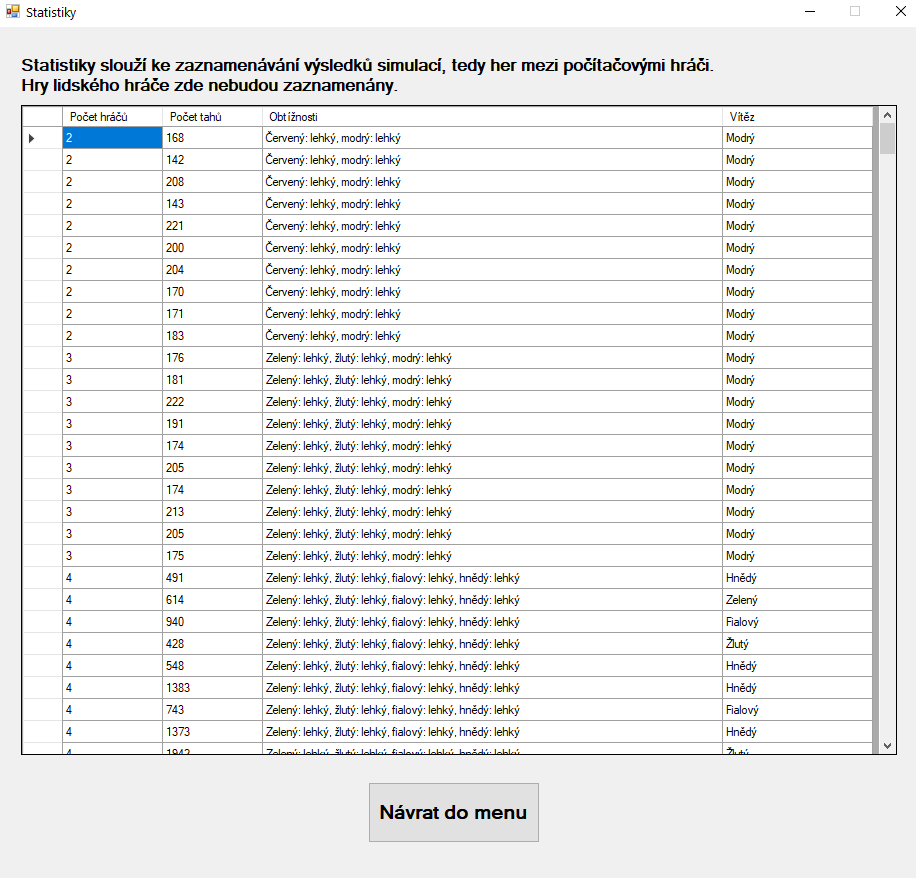 Statistiky
Statistiky slouží ke zaznamenávání výsledků simulací, tedy her mezi počítačovými hráči.
Hry lidského hráče zde nebudou zaznamenány.
Počet hráčů Počet tahů Obtížnosti Vítěz
2 168 Červený: lehký, modrý: lehký Modrý
2 142 Červený: lehký, modrý: lehký Modrý
2 208 Červený: lehký, modrý: lehký Modrý
2 143 Červený: lehký, modrý: lehký Modrý
2 221 Červený: lehký, modrý: lehký Modrý
2 200 Červený: lehký, modrý: lehký Modrý
2 204 Červený: lehký, modrý: lehký Modrý
2 170 Červený: lehký, modrý: lehký Modrý
2 171 Červený: lehký, modrý: lehký Modrý
2 183 Červený: lehký, modrý: lehký Modrý
3 176 Zelený: lehký, žlutý: lehký, modrý: lehký Modrý
3 181 Zelený: lehký, žlutý: lehký, modrý: lehký Modrý
3 222 Zelený: lehký, žlutý: lehký, modrý: lehký Modrý
3 191 Zelený: lehký, žlutý: lehký, modrý: lehký Modrý
3 174 Zelený: lehký, žlutý: lehký, modrý: lehký Modrý
3 205 Zelený: lehký, žlutý: lehký, modrý: lehký Modrý
3 174 Zelený: lehký, žlutý: lehký, modrý: lehký Modrý
3 213 Zelený: lehký, žlutý: lehký, modrý: lehký Modrý
3 205 Zelený: lehký, žlutý: lehký, modrý: lehký Modrý
3 175 Zelený: lehký, žlutý: lehký, modrý: lehký Modrý
4 491 Zelený: lehký, žlutý: lehký, fialový: lehký, hnědý: lehký Hnědý
4 614 Zelený: lehký, žlutý: lehký, fialový: lehký, hnědý: lehký Zelený
4 940 Zelený: lehký, žlutý: lehký, fialový: lehký, hnědý: lehký Fialový
4 428 Zelený: lehký, žlutý: lehký, fialový: lehký, hnědý: lehký Žlutý
4 548 Zelený: lehký, žlutý: lehký, fialový: lehký, hnědý: lehký Hnědý
4 1383 Zelený: lehký, žlutý: lehký, fialový: lehký, hnědý: lehký Hnědý
4 743 Zelený: lehký, žlutý: lehký, fialový: lehký, hnědý: lehký Fialový
4 1373 Zelený: lehký, žlutý: lehký, fialový: lehký, hnědý: lehký Hnědý
4 Zelený: lehký, žlutý: lehký, fialový: lehký, hnědý: lehký Žlutý
Návrat do menu